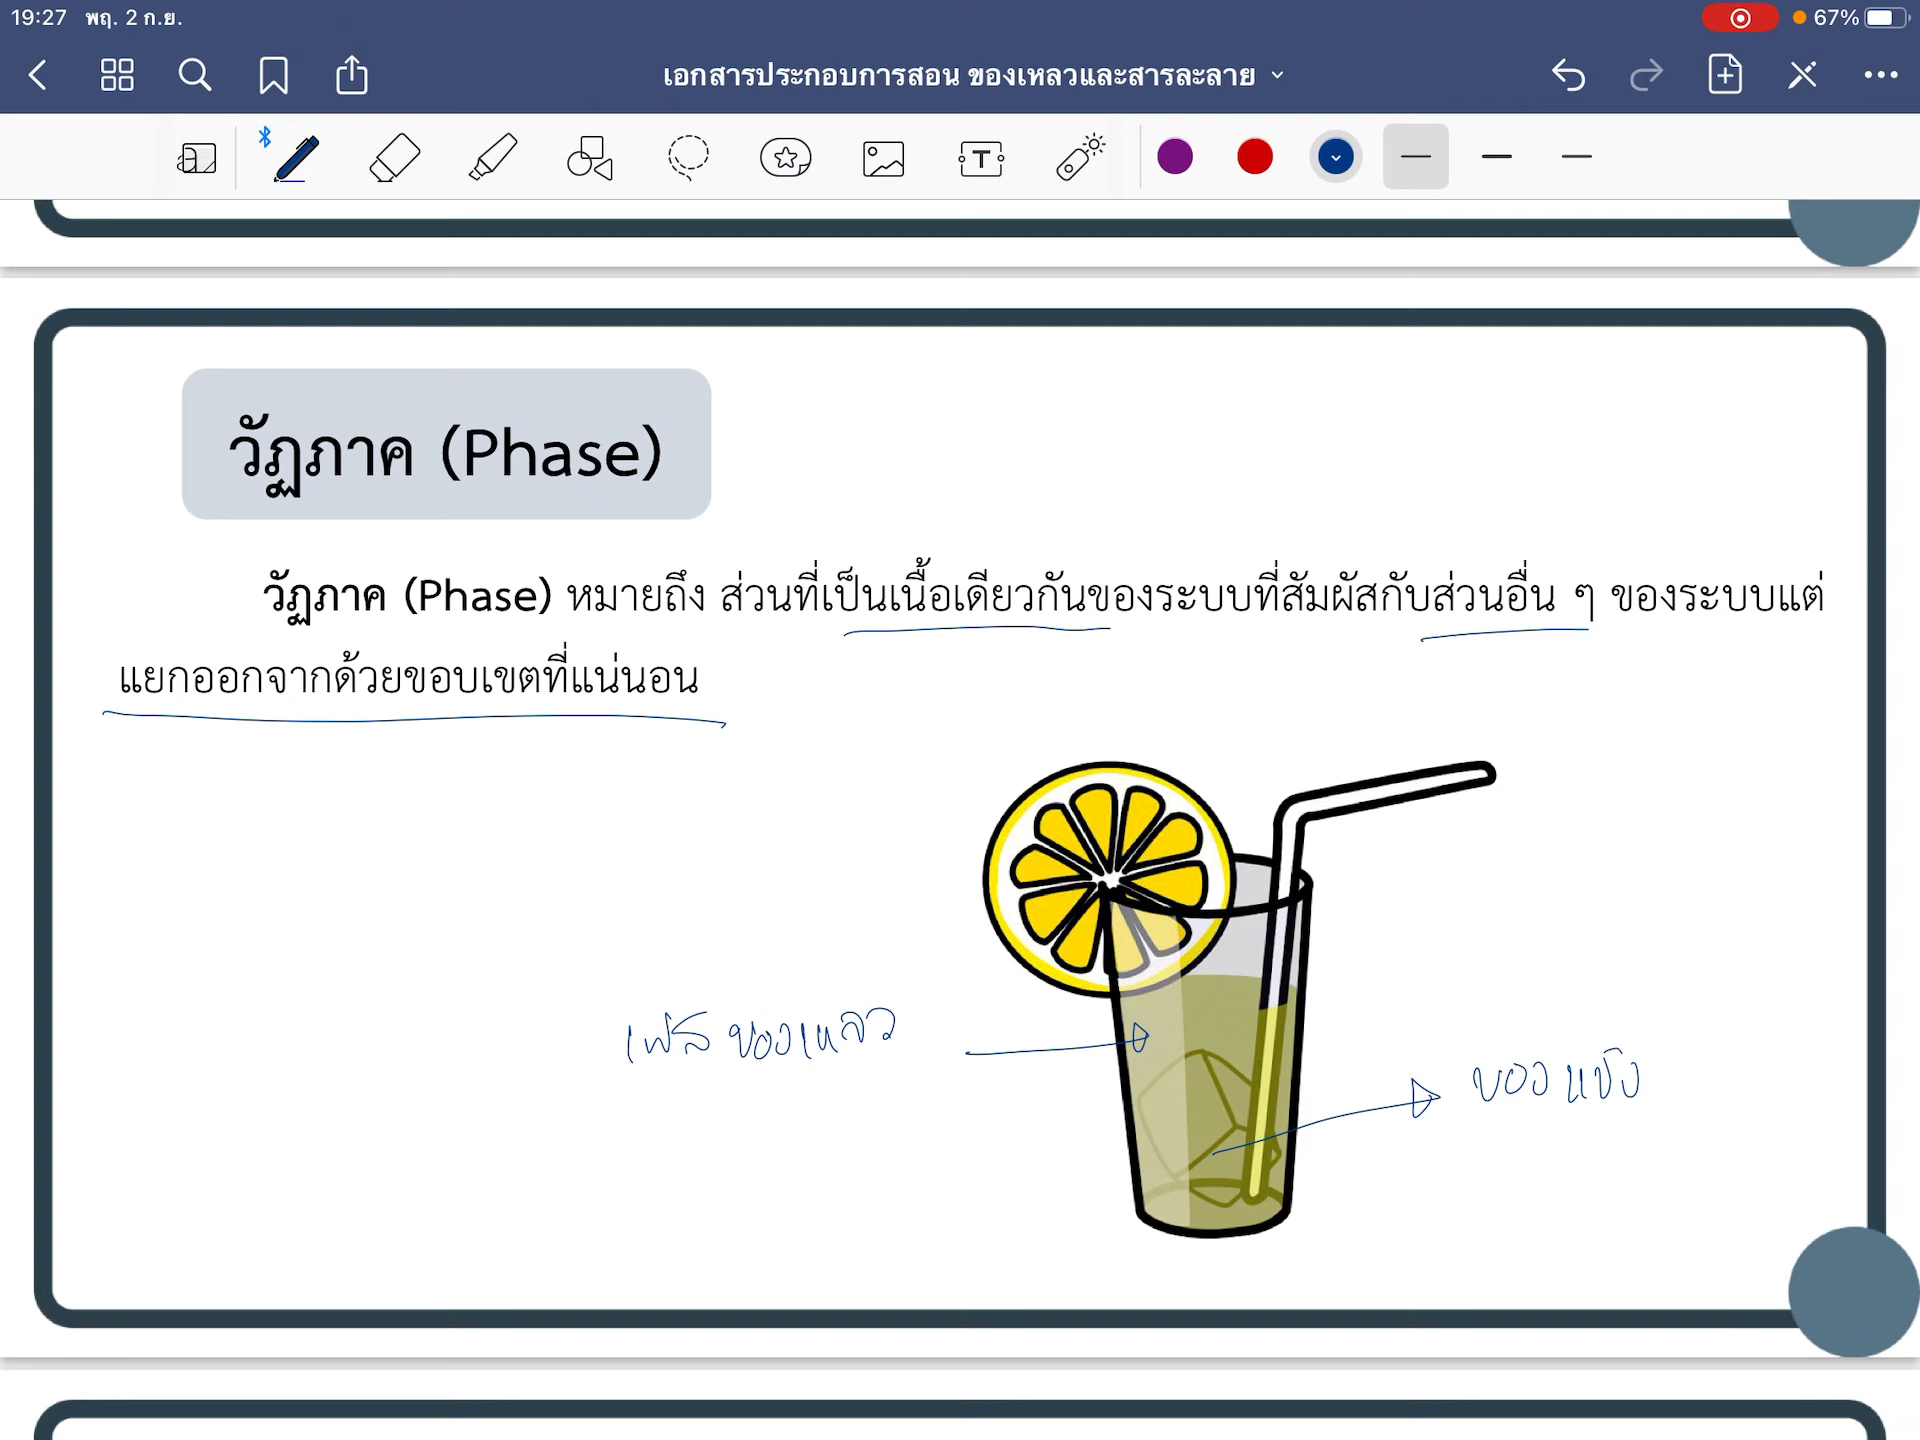 19:27 พฤ. 2 ก.ย.
67%
เอกสารประกอบการสอน ของเหลวและสารละลาย
วัฏภาค (Phase)
วัฏภาค (Phase) หมายถึง ส่วนที่เป็นเนื้อเดียวกันของระบบที่สัมผัสกับส่วนอื่น ๆ ของระบบแต่
แยกออกจากด้วยขอบเขตที่แน่นอน
เฟส ของเหลว
ของแข็ง